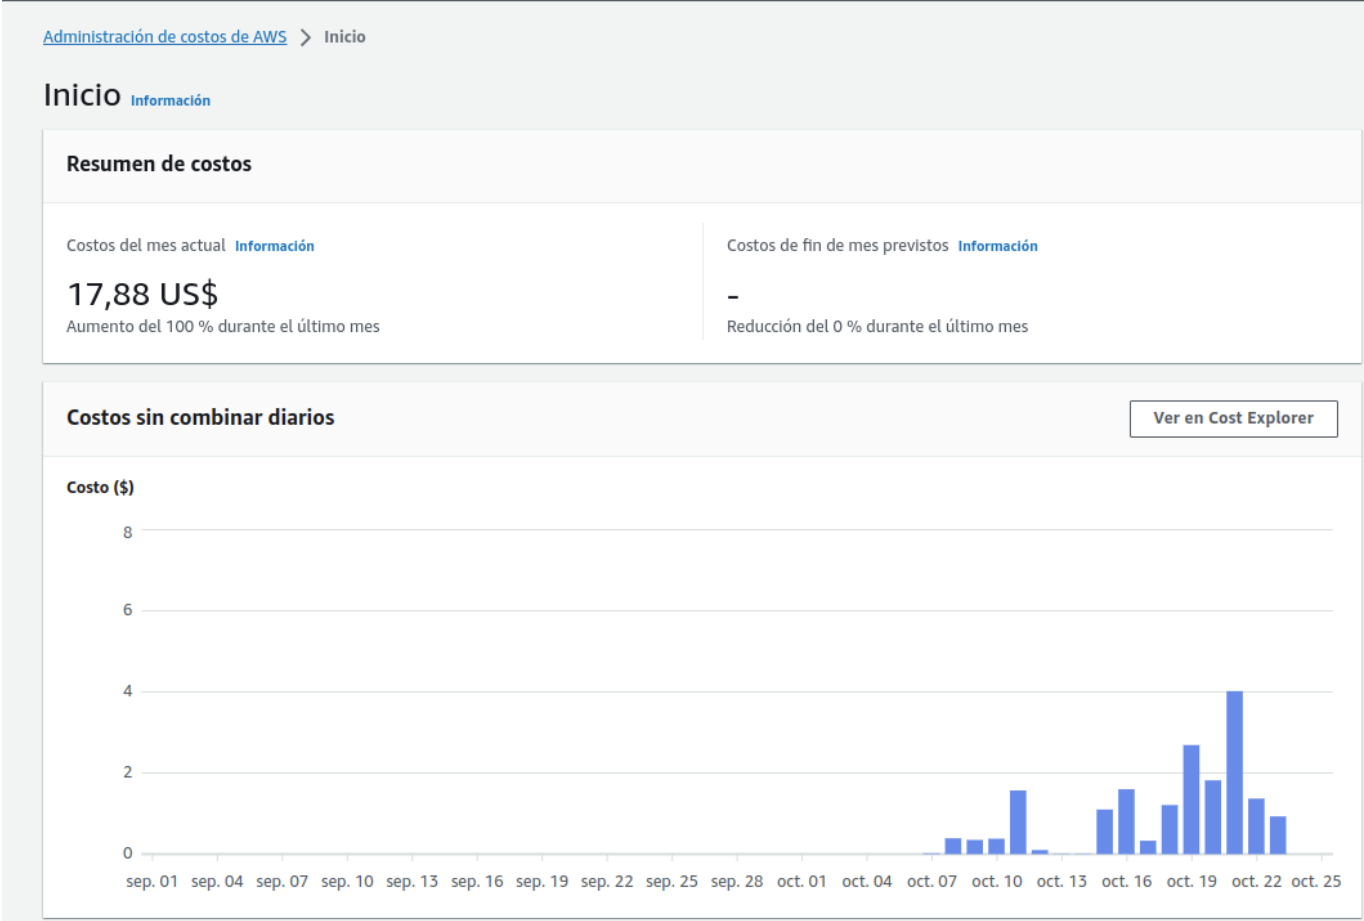 Administración de costos de AWS > Inicio
Inicio Información
Resumen de costos
Costos del mes actual Información
17,88 US$
Aumento del 100 % durante el último mes
Costos de fin de mes previstos Información
-
Reducción del 0 % durante el último mes
Costos sin combinar diarios
Ver en Cost Explorer
Costo ($)
8
6
4
2
0
sep. 01 sep. 04 sep. 07 sep. 10 sep. 13 sep. 16 sep. 19 sep. 22 sep. 25 sep. 28 oct. 01 oct. 04 oct. 07 oct. 10 oct. 13 oct. 16 oct. 19 oct. 22 oct. 25